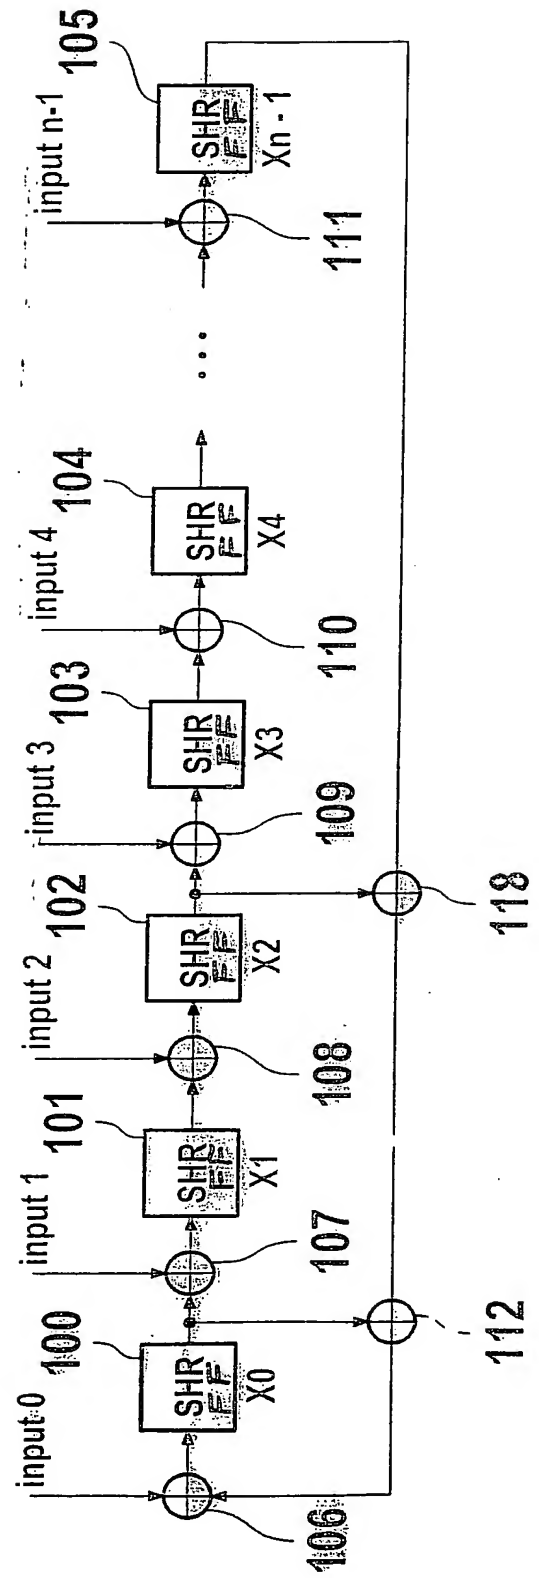 input 0
input 1
input 2
input 3
input 4
input n-1
100
101
102
103
104
105
SHR
FF
X0
SHR
FF
X1
SHR
FF
X2
SHR
FF
X3
SHR
FF
X4
...
SHR
FF
Xn-1
106
107
108
109
110
111
112
118